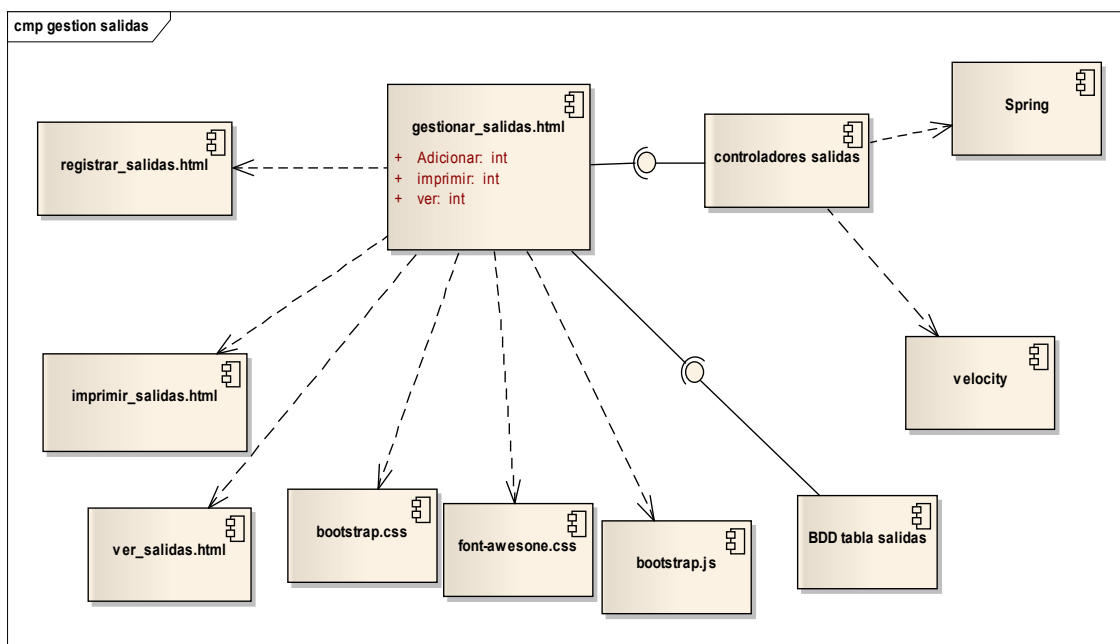 cmp gestion salidas
gestionar_salidas.html
+ Adicionar: int
+ imprimir: int
+ ver: int
registrar_salidas.html
controladores salidas
Spring
imprimir_salidas.html
velocity
ver_salidas.html
bootstrap.css
font-awesone.css
bootstrap.js
BDD tabla salidas